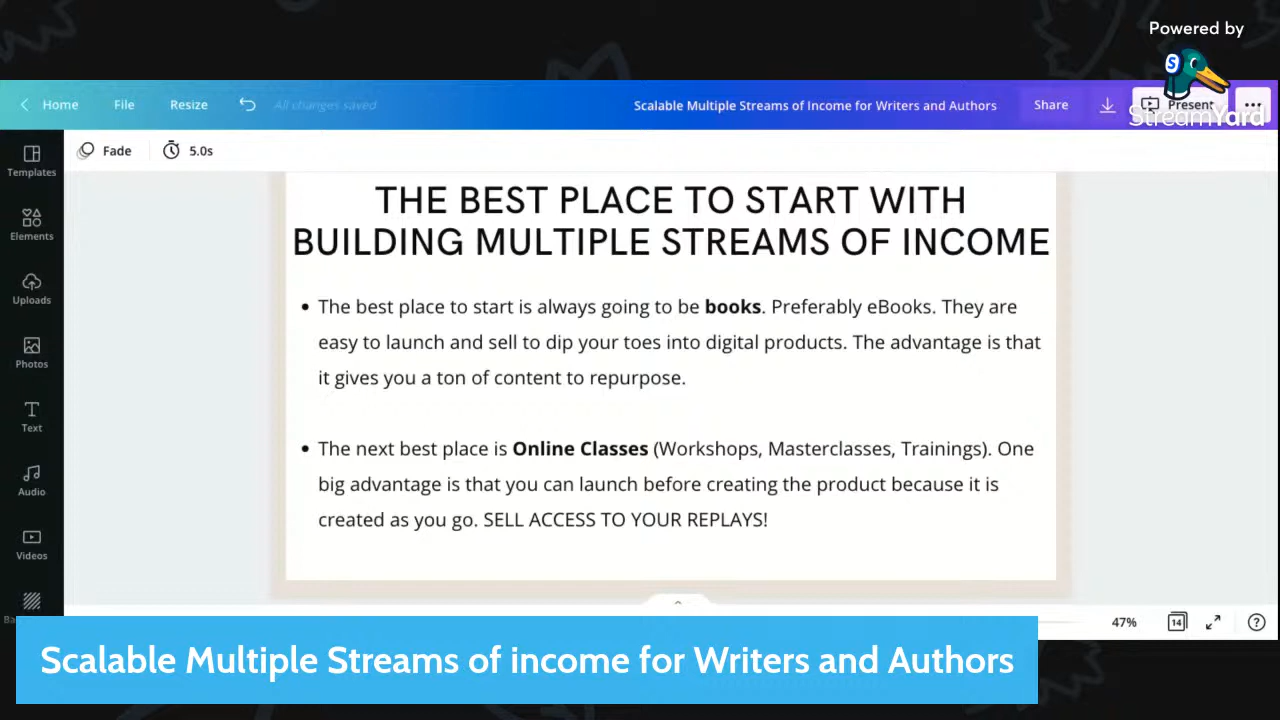 Powered by
StreamYard
Home File Resize All changes saved Scalable Multiple Streams of Income for Writers and Authors Share Present
Templates
Elements
Uploads
Photos
Text
Audio
Videos
Fade 5.0s
THE BEST PLACE TO START WITH
BUILDING MULTIPLE STREAMS OF INCOME
• The best place to start is always going to be books. Preferably eBooks. They are
easy to launch and sell to dip your toes into digital products. The advantage is that
it gives you a ton of content to repurpose.
• The next best place is Online Classes (Workshops, Masterclasses, Trainings). One
big advantage is that you can launch before creating the product because it is
created as you go. SELL ACCESS TO YOUR REPLAYS!
47% 14
Scalable Multiple Streams of income for Writers and Authors